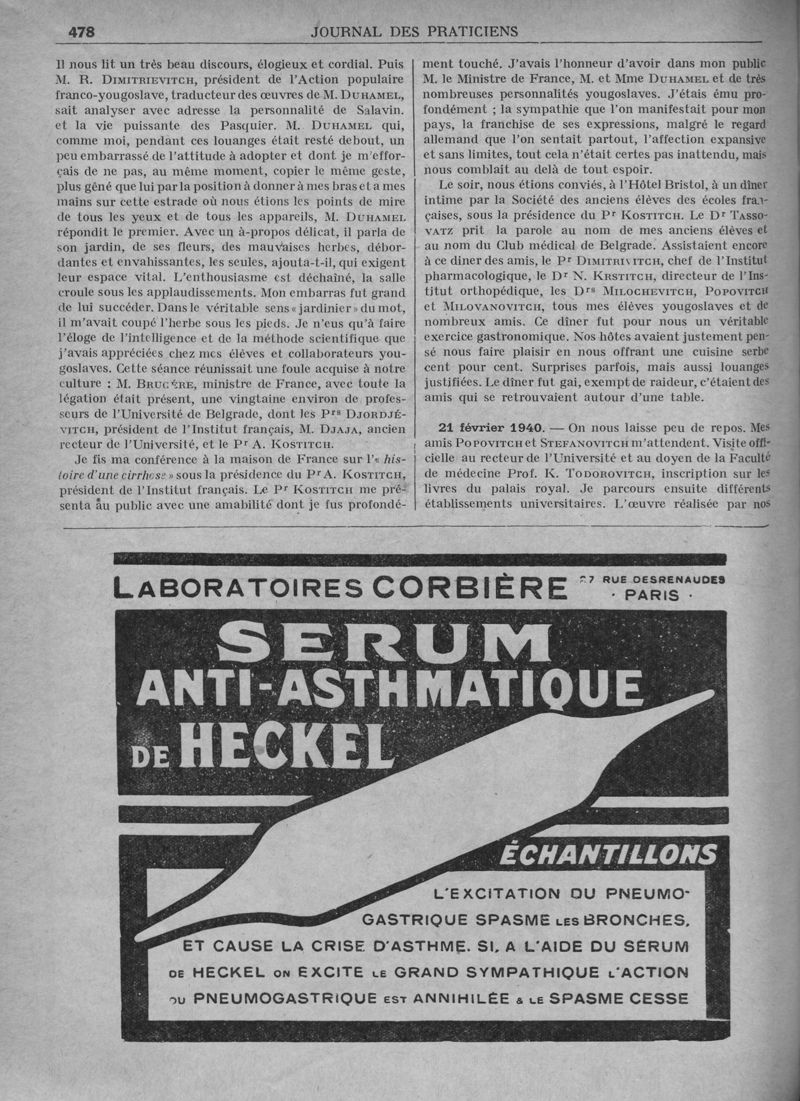 478
JOURNAL DES PRATICIENS
Il nous lit un très beau discours, élogieux et cordial. Puis
M. R. DIMITRIEVITCH, président de l'Action populaire
franco-yougoslave, traducteur des œuvres de M. DUHAMEL,
sait analyser avec adresse la personnalité de Salavin.
et la vie puissante des Pasquier. M. DUHAMEL qui,
comme moi, pendant ces louanges était resté debout, un
peu embarrassé de l'attitude à adopter et dont je m'effor-
çais de ne pas, au même moment, copier le même geste,
plus gêné que lui par la position à donner à mes bras et a mes
mains sur cette estrade où nous étions les points de mire
de tous les yeux et de tous les appareils, M. DUHAMEL
répondit le premier. Avec un à-propos délicat, il parla de
son jardin, de ses fleurs, des mauvaises herbes, débor-
dantes et envahissantes, les seules, ajouta-t-il, qui exigent
leur espace vital. L'enthousiasme est déchaîné, la salle
croule sous les applaudissements. Mon embarras fut grand
de lui succéder. Dans le véritable sens « jardinier » du mot,
il m'avait coupé l'herbe sous les pieds. Je n'eus qu'à faire
l'éloge de l'intelligence et de la méthode scientifique que
j'avais appréciées chez mes élèves et collaborateurs you-
goslaves. Cette séance réunissait une foule acquise à notre
culture : M. BRUGÈRE, ministre de France, avec toute la
légation était présent, une vingtaine environ de profes-
seurs de l'Université de Belgrade, dont les Prs DJORDJÉ-
VITCH, président de l'Institut français, M. DJAJA, ancien
recteur de l'Université, et le Pr A. KOSTITCH.
Je fis ma conférence à la maison de France sur l'« his-
toire d'une cirrhose » sous la présidence du Pr A. KOSTITCH,
président de l'Institut français. Le Pr KOSTITCH me pré-
senta au public avec une amabilité dont je fus profondé-
ment touché. J'avais l'honneur d'avoir dans mon public
M. le Ministre de France, M. et Mme DUHAMEL et de très
nombreuses personnalités yougoslaves. J'étais ému pro-
fondément ; la sympathie que l'on manifestait pour mon
pays, la franchise de ses expressions, malgré le regard
allemand que l'on sentait partout, l'affection expansive
et sans limites, tout cela n'était certes pas inattendu, mais
nous comblait au delà de tout espoir.
Le soir, nous étions conviés, à l'Hôtel Bristol, à un dîner
intime par la Société des anciens élèves des écoles fran-
çaises, sous la présidence du Pr KOSTITCH. Le Dr TASSO-
VATZ prit la parole au nom de mes anciens élèves et
au nom du Club médical de Belgrade. Assistaient encore
à ce diner des amis, le Pr DIMITRIVITCH, chef de l'Institut
pharmacologique, le Dr N. KRSTITCH, directeur de l'Ins-
titut orthopédique, les Drs MILOCHEVITCH, POPOVITCH
et MILOVANOVITCH, tous mes élèves yougoslaves et de
nombreux amis. Ce dîner fut pour nous un véritable
exercice gastronomique. Nos hôtes avaient justement pen-
sé nous faire plaisir en nous offrant une cuisine serbe
cent pour cent. Surprises parfois, mais aussi louanges
justifiées. Le dîner fut gai, exempt de raideur, c'étaient des
amis qui se retrouvaient autour d'une table.
21 février 1940. — On nous laisse peu de repos. Mes
amis POPOVITCH et STEFANOVITCH m'attendent. Visite offi-
cielle au recteur de l'Université et au doyen de la Faculté
de médecine Prof. K. TODOROVITCH, inscription sur les
livres du palais royal. Je parcours ensuite différents
établissements universitaires. L'œuvre réalisée par nos
LABORATOIRES CORBIÈRE 27 RUE DESRENAUDES
· PARIS ·
SERUM
ANTI-ASTHMATIQUE
DE HECKEL
ÉCHANTILLONS
L'EXCITATION DU PNEUMO-
GASTRIQUE SPASME LES BRONCHES,
ET CAUSE LA CRISE D'ASTHME. SI, A L'AIDE DU SÉRUM
DE HECKEL ON EXCITE LE GRAND SYMPATHIQUE L'ACTION
DU PNEUMOGASTRIQUE EST ANNIHILÉE & LE SPASME CESSE